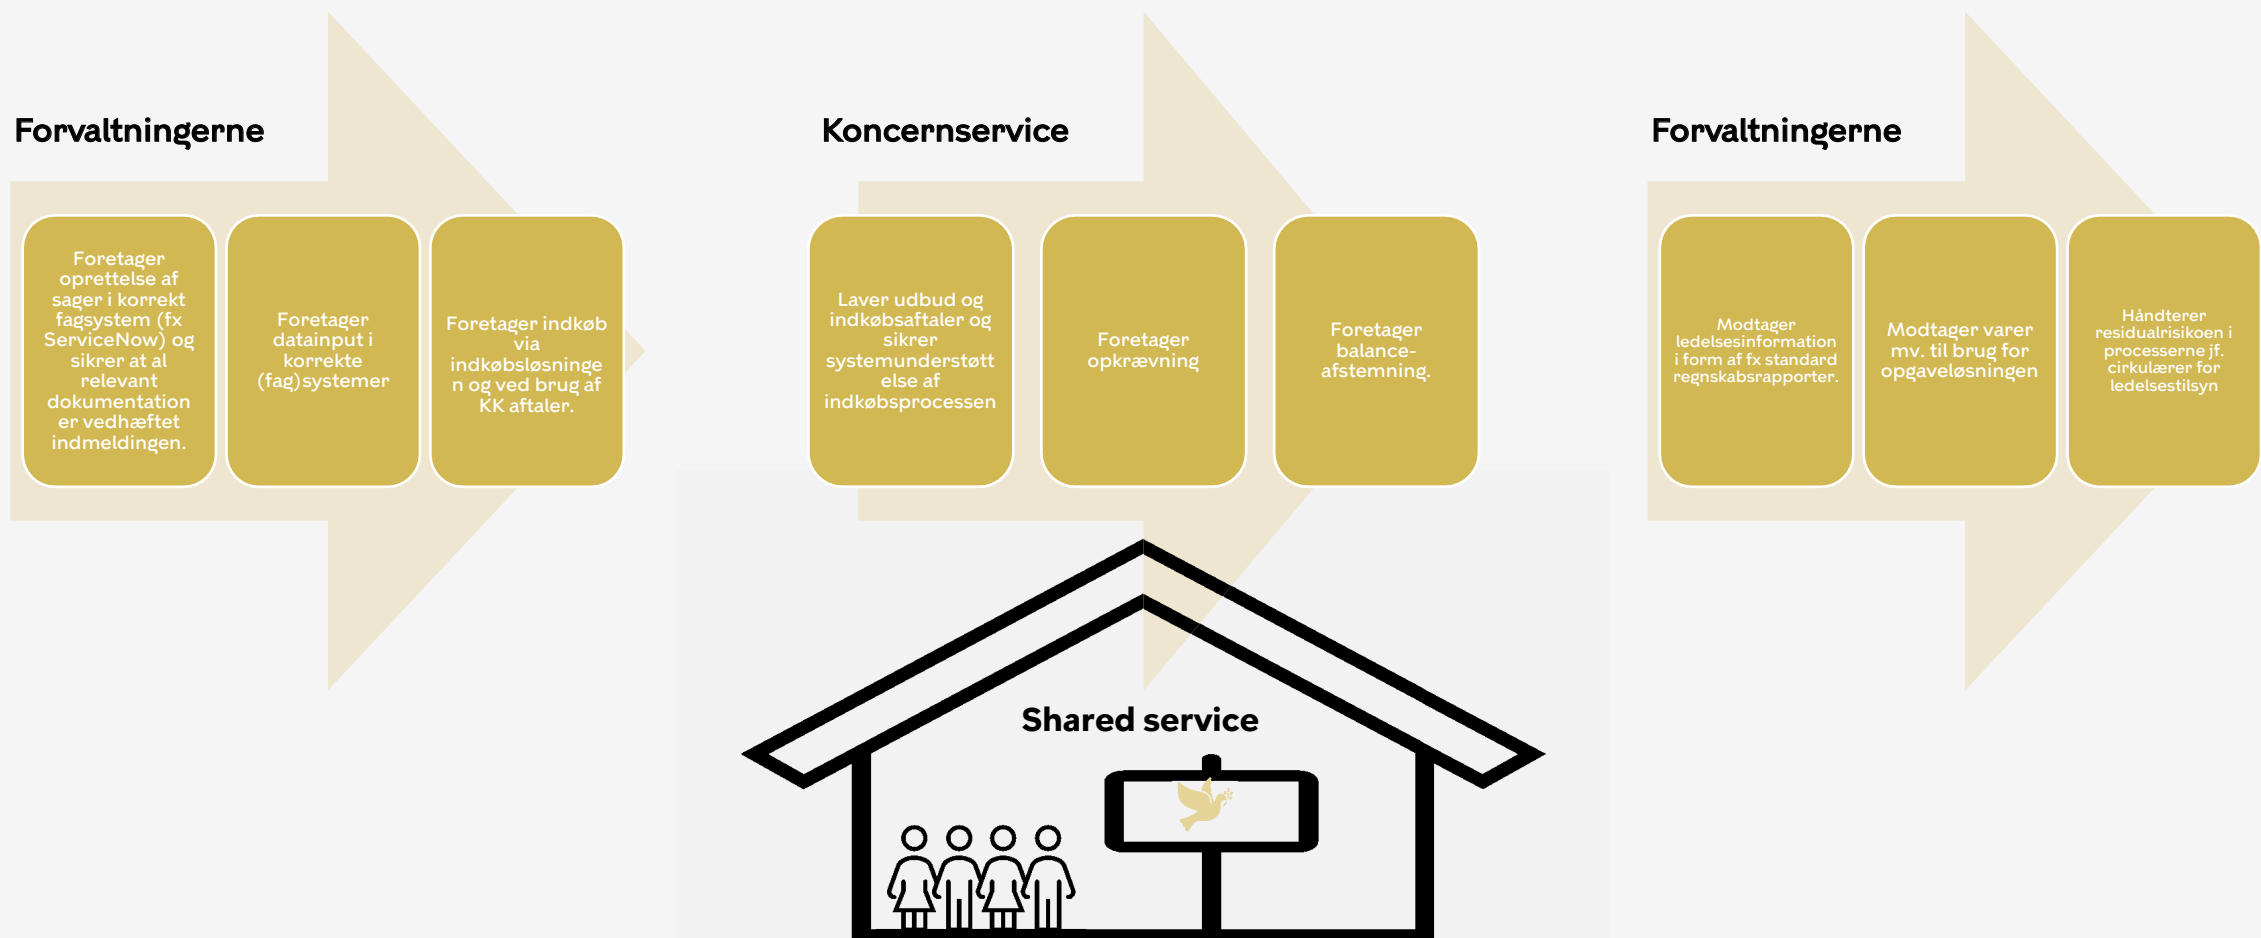 Forvaltningerne
Foretager
oprettelse af
sager i korrekt
fagsystem (fx
ServiceNow) og
sikrer at al
relevant
dokumentation
er vedhæftet
indmeldingen.
Foretager
datainput i
korrekte
(fag)systemer
Foretager indkøb
via
indkøbsløsninge
n og ved brug af
KK aftaler.
Koncernservice
Laver udbud og
indkøbsaftaler og
sikrer
systemunderstøtt
else af
indkøbsprocessen
Foretager
opkrævning
Foretager
balance-
afstemning.
Forvaltningerne
Modtager
ledelsesinformation
i form af fx standard
regnskabsrapporter.
Modtager varer
mv. til brug for
opgaveløsningen
Håndterer
residualrisikoen i
processerne jf.
cirkulærer for
ledelsestilsyn
Shared service